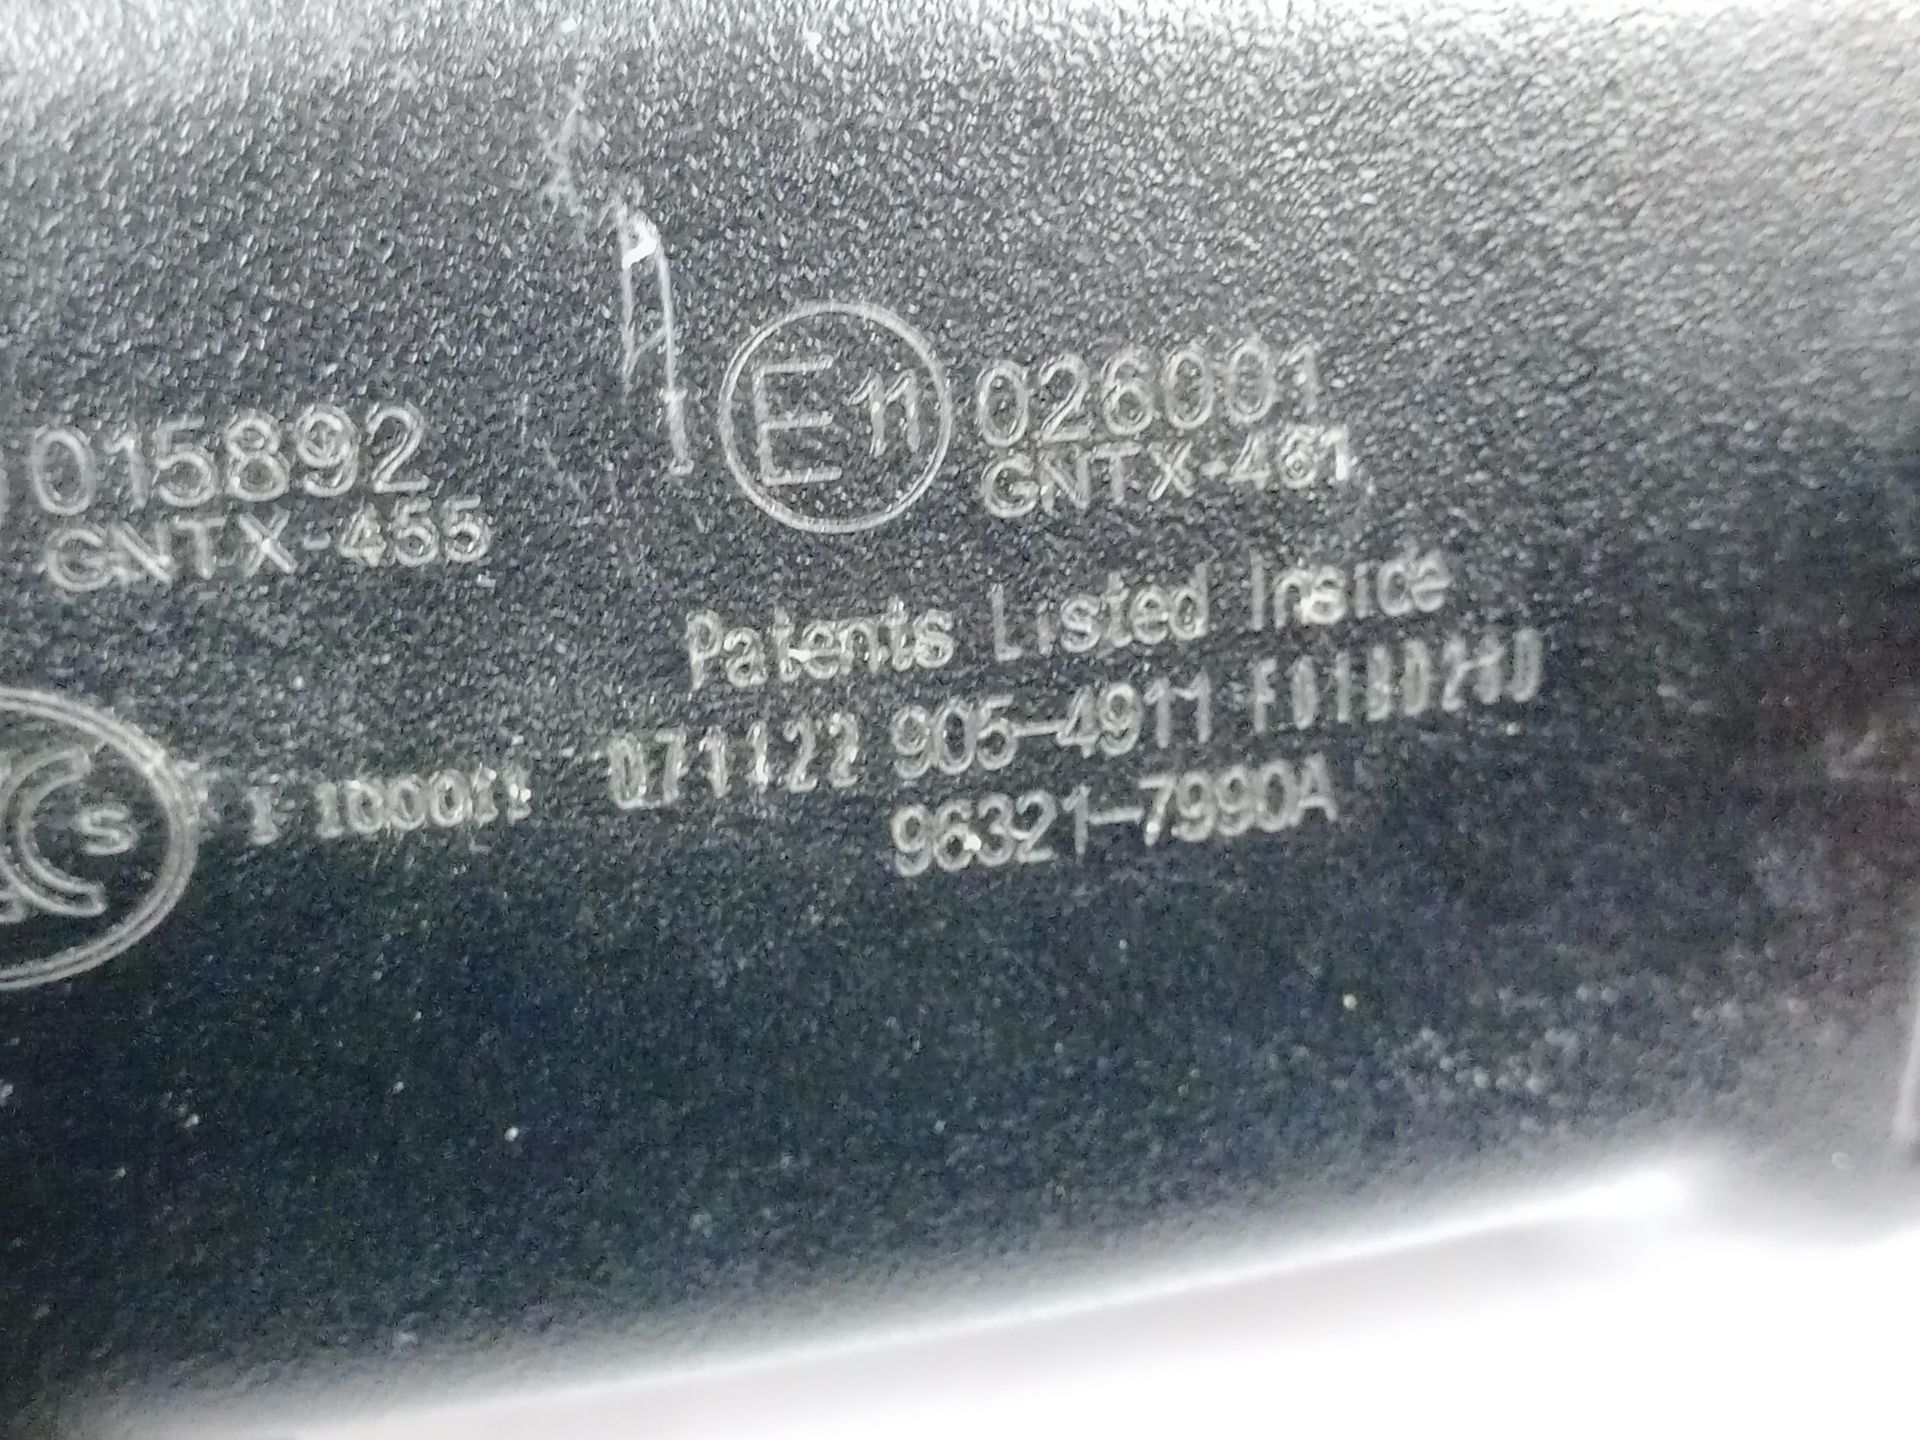 015892
GNTX-455
E11 026001
GNTX-461
Patents Listed Inside
S 071122 905-4911
96321-7990A